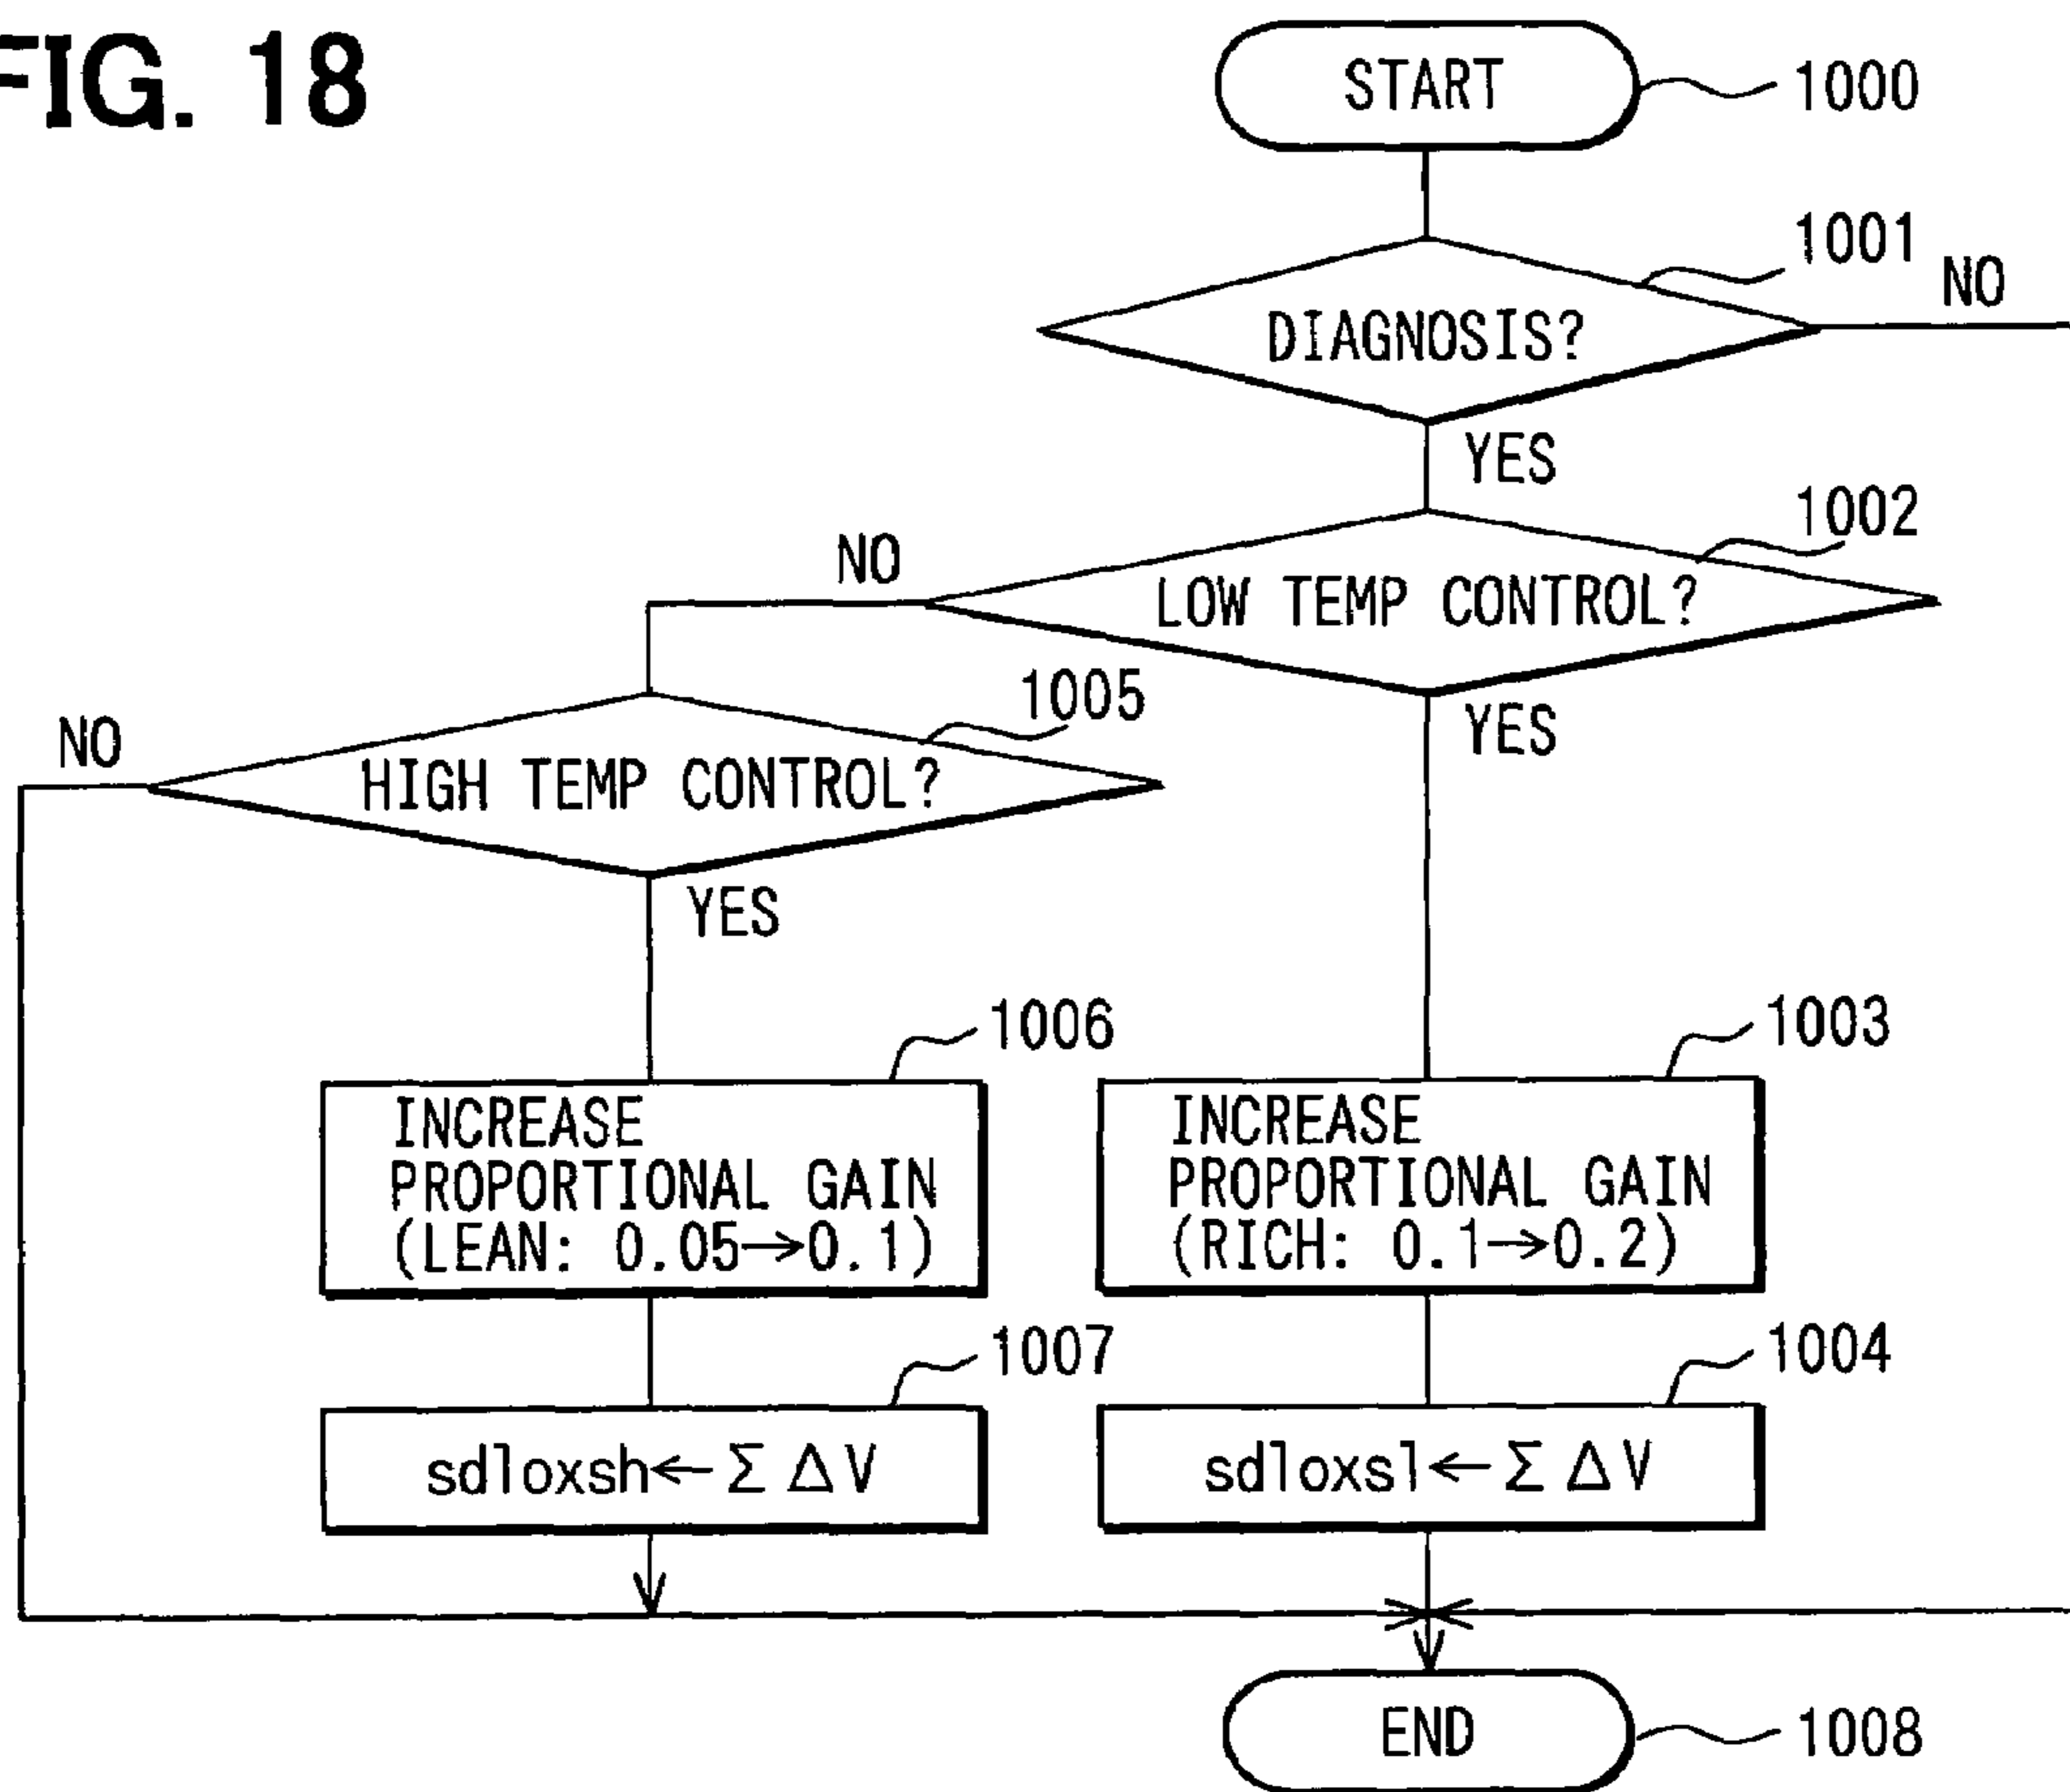 FIG. 18
START
1000
1001
NO
DIAGNOSIS?
YES
1002
NO
LOW TEMP CONTROL?
1005
YES
NO
HIGH TEMP CONTROL?
YES
1006
1003
INCREASE
PROPORTIONAL GAIN
(LEAN: 0.05→0.1)
INCREASE
PROPORTIONAL GAIN
(RICH: 0.1→0.2)
1007
1004
sdloxsh←Σ Δ V
sdloxsl←Σ Δ V
END
1008